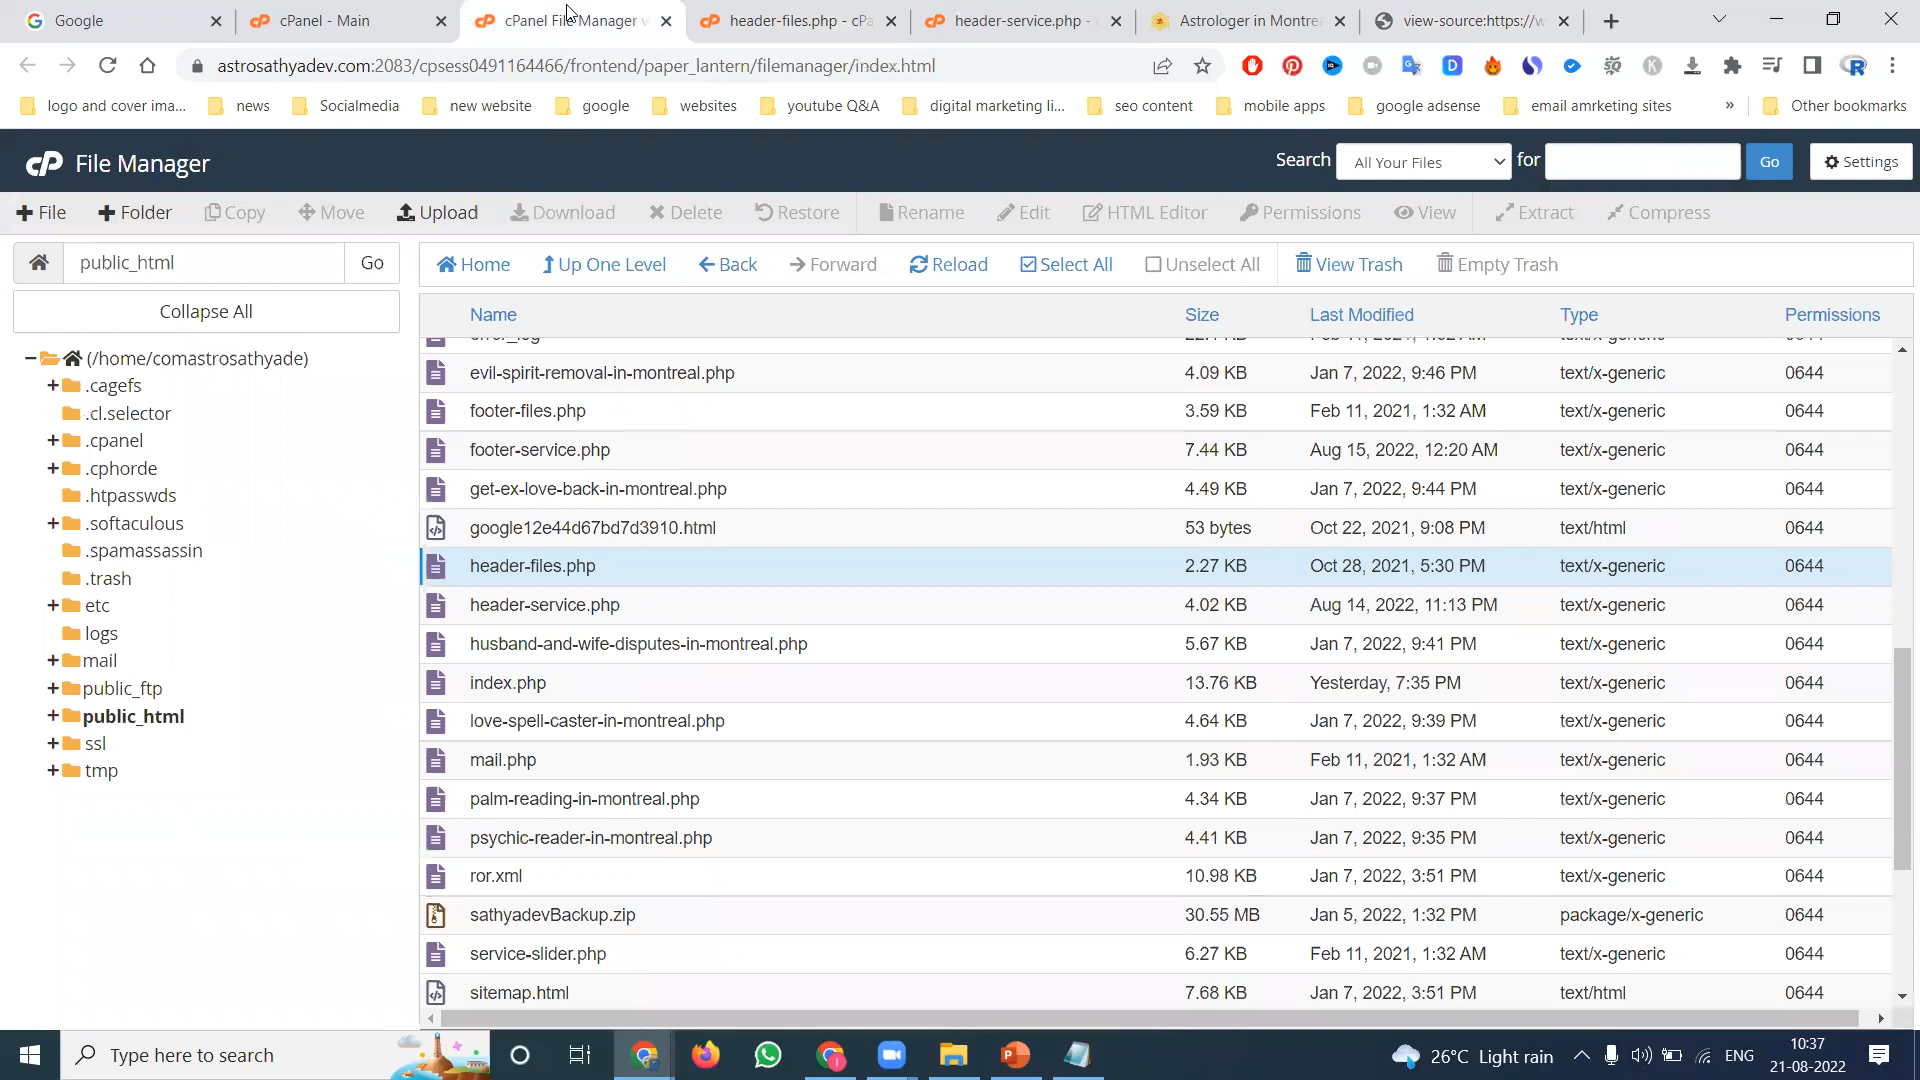 Google
cPanel - Main
cPanel File Manager v
header-files.php - cPa
header-service.php -
Astrologer in Montrea
view-source:https://w
astrosathyadev.com:2083/cpsess0491164466/frontend/paper_lantern/filemanager/index.html
logo and cover ima...
news
Socialmedia
new website
google
websites
youtube Q&A
digital marketing li...
seo content
mobile apps
google adsense
email amrketing sites
»
Other bookmarks
cP File Manager
Search
All Your Files
for
Go
Settings
File
Folder
Copy
Move
Upload
Download
Delete
Restore
Rename
Edit
HTML Editor
Permissions
View
Extract
Compress
public_html
Go
Home
Up One Level
Back
Forward
Reload
Select All
Unselect All
View Trash
Empty Trash
Collapse All
(/home/comastrosathyade)
.cagefs
.cl.selector
.cpanel
.cphorde
.htpasswds
.softaculous
.spamassassin
.trash
etc
logs
mail
public_ftp
public_html
ssl
tmp
Name Size Last Modified Type Permissions
evil-spirit-removal-in-montreal.php 4.09 KB Jan 7, 2022, 9:46 PM text/x-generic 0644
footer-files.php 3.59 KB Feb 11, 2021, 1:32 AM text/x-generic 0644
footer-service.php 7.44 KB Aug 15, 2022, 12:20 AM text/x-generic 0644
get-ex-love-back-in-montreal.php 4.49 KB Jan 7, 2022, 9:44 PM text/x-generic 0644
google12e44d67bd7d3910.html 53 bytes Oct 22, 2021, 9:08 PM text/html 0644
header-files.php 2.27 KB Oct 28, 2021, 5:30 PM text/x-generic 0644
header-service.php 4.02 KB Aug 14, 2022, 11:13 PM text/x-generic 0644
husband-and-wife-disputes-in-montreal.php 5.67 KB Jan 7, 2022, 9:41 PM text/x-generic 0644
index.php 13.76 KB Yesterday, 7:35 PM text/x-generic 0644
love-spell-caster-in-montreal.php 4.64 KB Jan 7, 2022, 9:39 PM text/x-generic 0644
mail.php 1.93 KB Feb 11, 2021, 1:32 AM text/x-generic 0644
palm-reading-in-montreal.php 4.34 KB Jan 7, 2022, 9:37 PM text/x-generic 0644
psychic-reader-in-montreal.php 4.41 KB Jan 7, 2022, 9:35 PM text/x-generic 0644
ror.xml 10.98 KB Jan 7, 2022, 3:51 PM text/x-generic 0644
sathyadevBackup.zip 30.55 MB Jan 5, 2022, 1:32 PM package/x-generic 0644
service-slider.php 6.27 KB Feb 11, 2021, 1:32 AM text/x-generic 0644
sitemap.html 7.68 KB Jan 7, 2022, 3:51 PM text/html 0644
Type here to search
26°C Light rain
ENG
10:37
21-08-2022